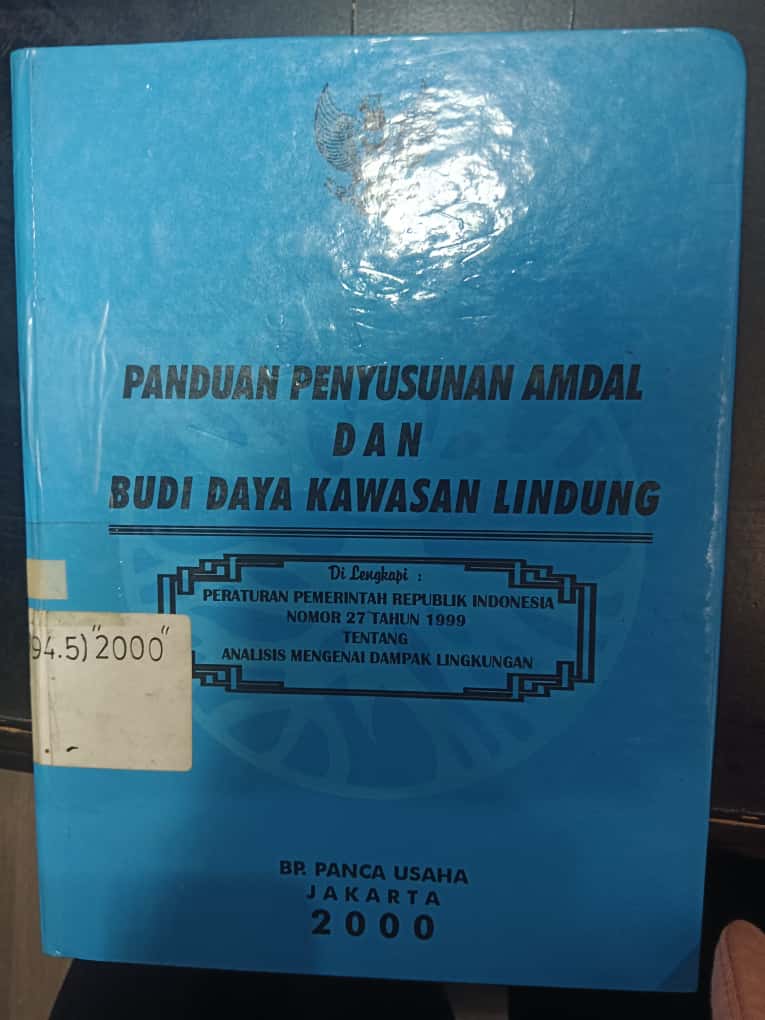 PANDUAN PENYUSUNAN AMDAL
DAN
BUDI DAYA KAWASAN LINDUNG
Di Lengkapi :
PERATURAN PEMERINTAH REPUBLIK INDONESIA
NOMOR 27 TAHUN 1999
TENTANG
ANALISIS MENGENAI DAMPAK LINGKUNGAN
94.5) "2000"
BP. PANCA USAHA
JAKARTA
2000